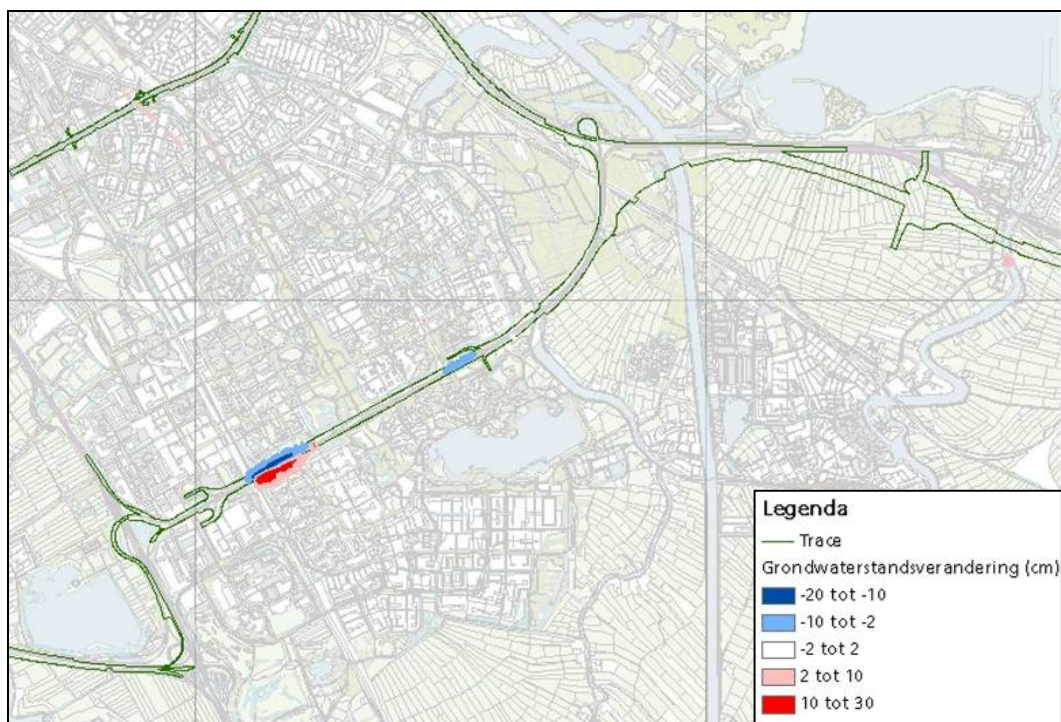 Legenda
Trace
Grondwaterstandsverandering (cm)
-20 tot -10
-10 tot -2
-2 tot 2
2 tot 10
10 tot 30